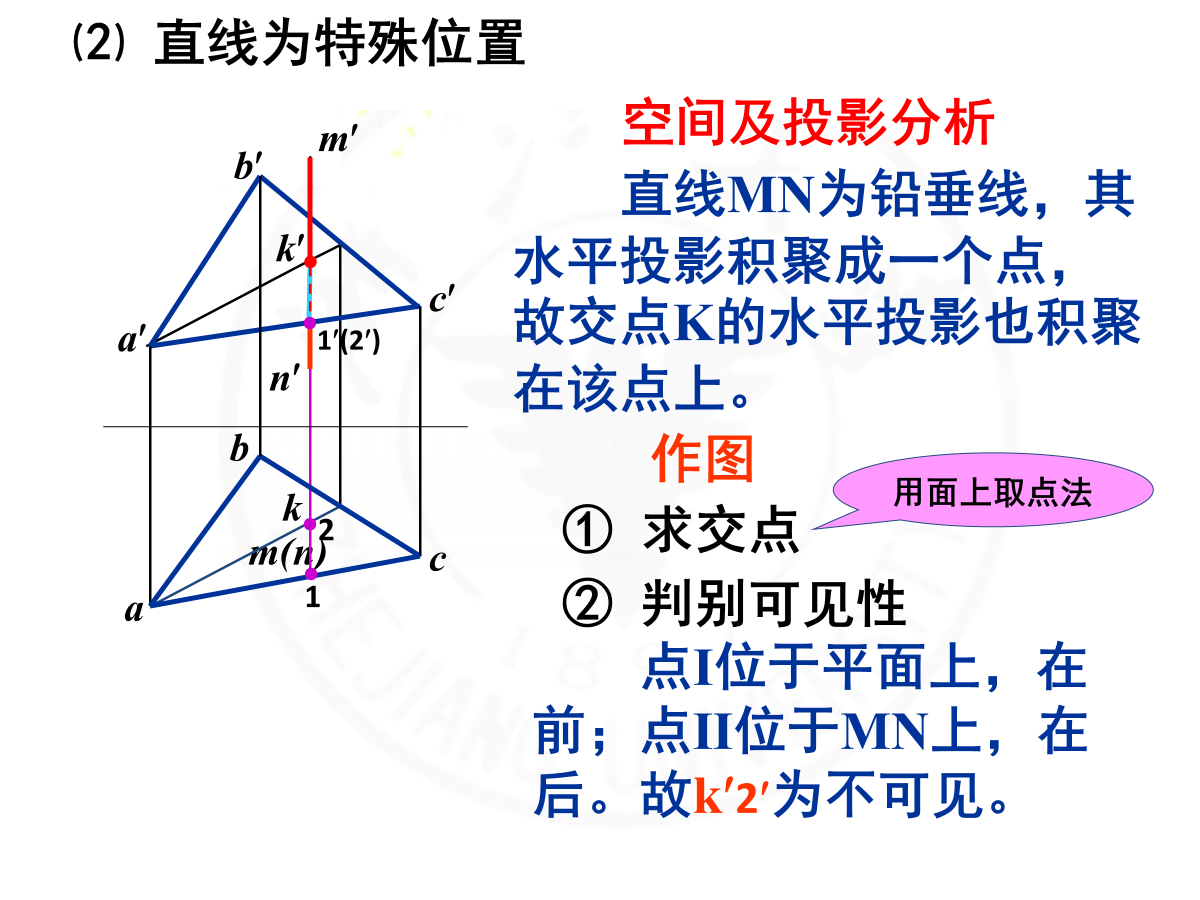 ⑵ 直线为特殊位置
空间及投影分析
直线MN为铅垂线，其
水平投影积聚成一个点，
故交点K的水平投影也积聚
在该点上。
作图
用面上取点法
① 求交点
② 判别可见性
点I位于平面上，在
前；点II位于MN上，在
后。故k′2′为不可见。
m′
b′
k′
c′
a′
1′(2′)
n′
b
k
2
m(n)
c
1
a